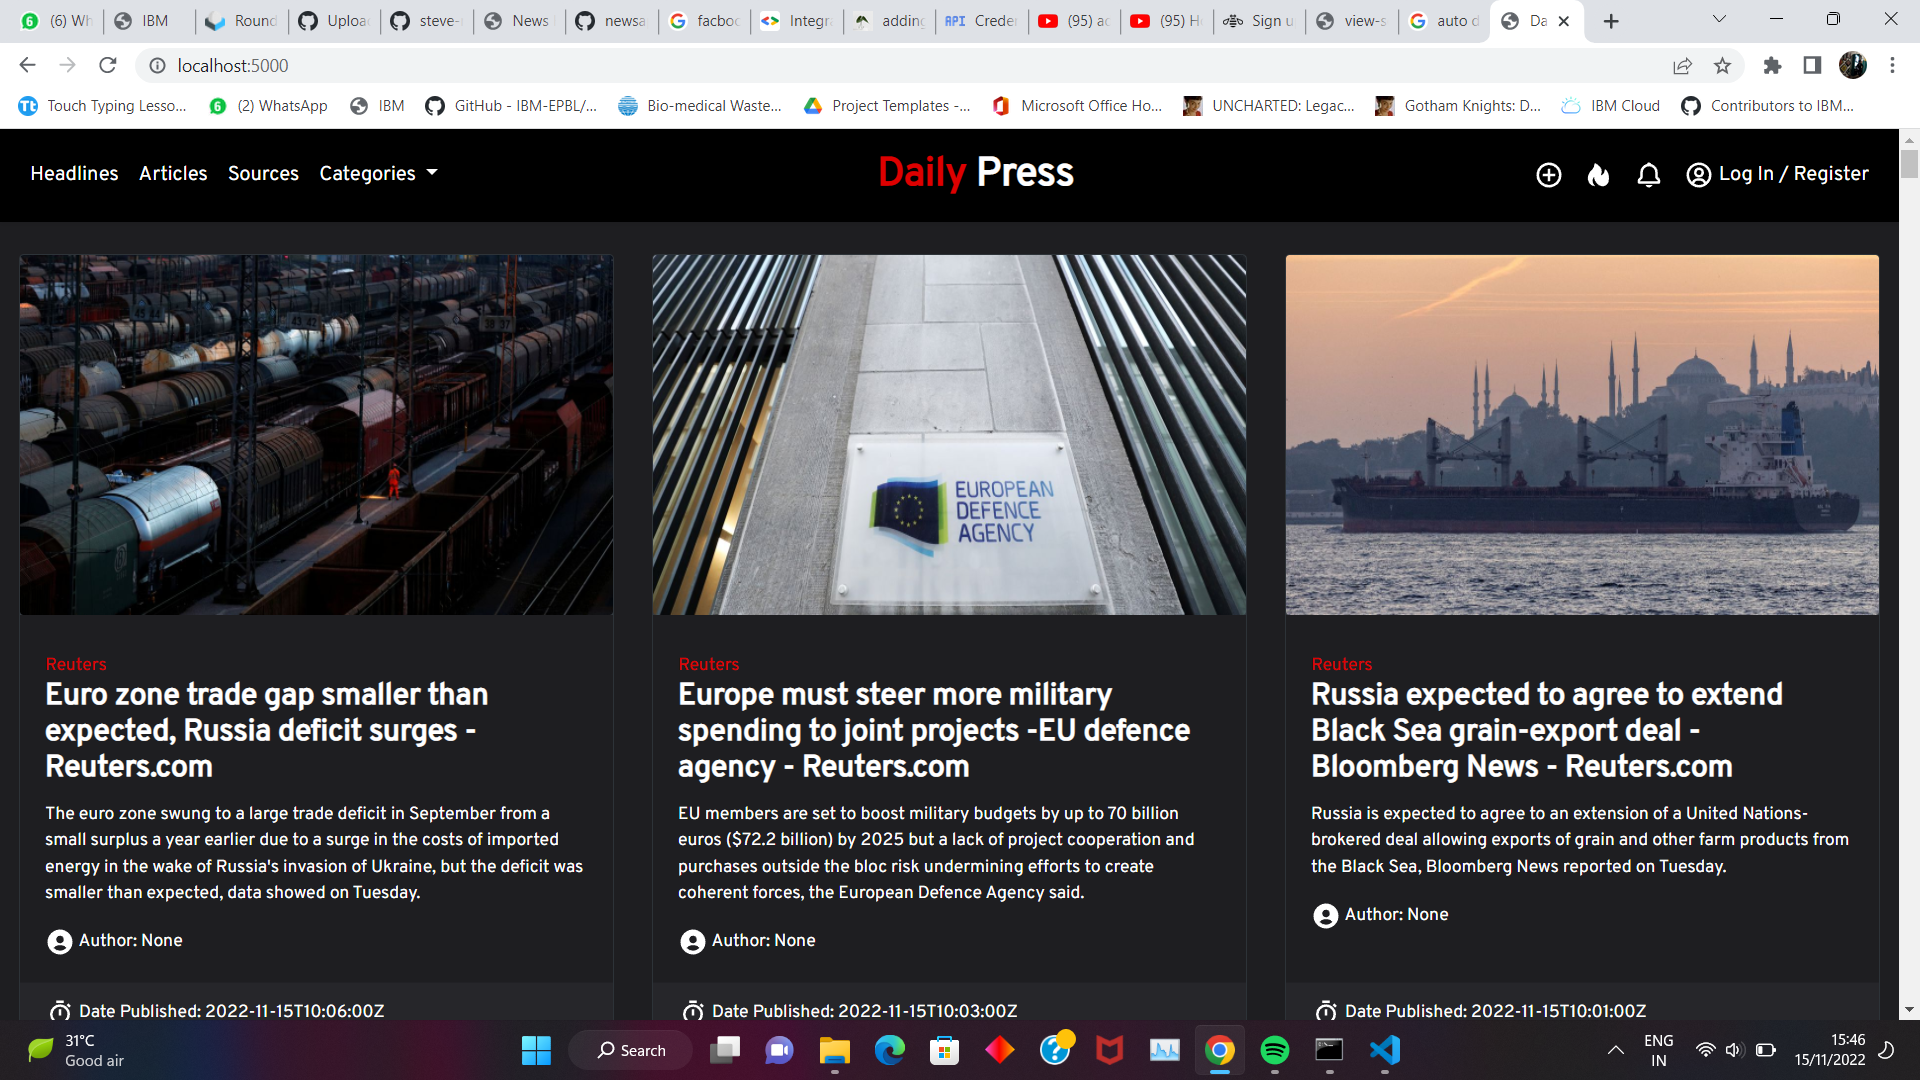 (6) Wh
IBM
Round
Uploa
steve-
News
newsa
facboo
Integra
adding
API Creden
(95) ac
(95) H
Sign u
view-s
auto d
Da
localhost:5000
Touch Typing Lesso...
(2) WhatsApp
IBM
GitHub - IBM-EPBL/...
Bio-medical Waste...
Project Templates -...
Microsoft Office Ho...
UNCHARTED: Legac...
Gotham Knights: D...
IBM Cloud
Contributors to IBM...
Headlines Articles Sources Categories
Daily Press
Log In / Register
EUROPEAN
DEFENCE
AGENCY
Reuters
Euro zone trade gap smaller than
expected, Russia deficit surges -
Reuters.com
The euro zone swung to a large trade deficit in September from a
small surplus a year earlier due to a surge in the costs of imported
energy in the wake of Russia's invasion of Ukraine, but the deficit was
smaller than expected, data showed on Tuesday.
Author: None
Date Published: 2022-11-15T10:06:00Z
Reuters
Europe must steer more military
spending to joint projects -EU defence
agency - Reuters.com
EU members are set to boost military budgets by up to 70 billion
euros ($72.2 billion) by 2025 but a lack of project cooperation and
purchases outside the bloc risk undermining efforts to create
coherent forces, the European Defence Agency said.
Author: None
Date Published: 2022-11-15T10:03:00Z
Reuters
Russia expected to agree to extend
Black Sea grain-export deal -
Bloomberg News - Reuters.com
Russia is expected to agree to an extension of a United Nations-
brokered deal allowing exports of grain and other farm products from
the Black Sea, Bloomberg News reported on Tuesday.
Author: None
Date Published: 2022-11-15T10:01:00Z
31°C
Good air
Search
ENG
IN
15:46
15/11/2022